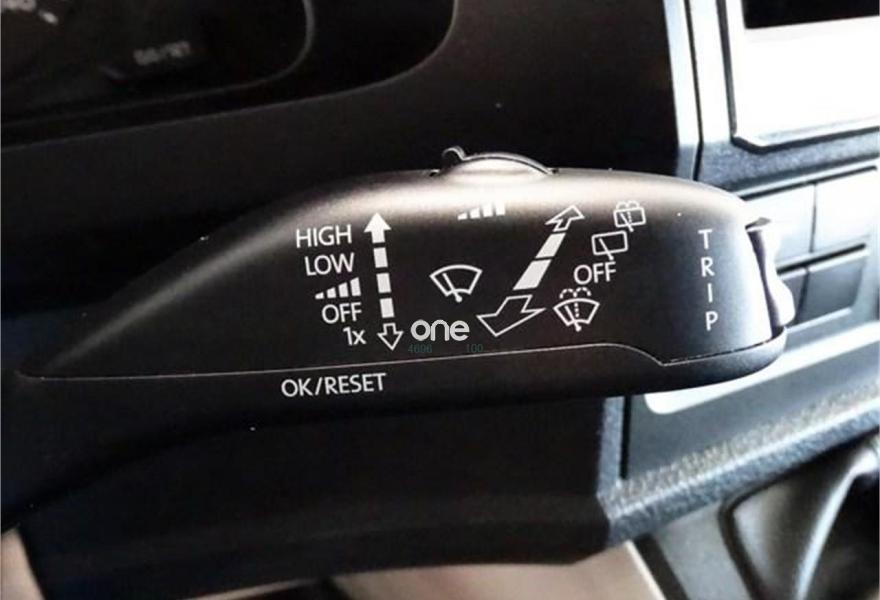 HIGH
LOW
OFF
1x
OFF
TRIP
one
4696 100
OK/RESET